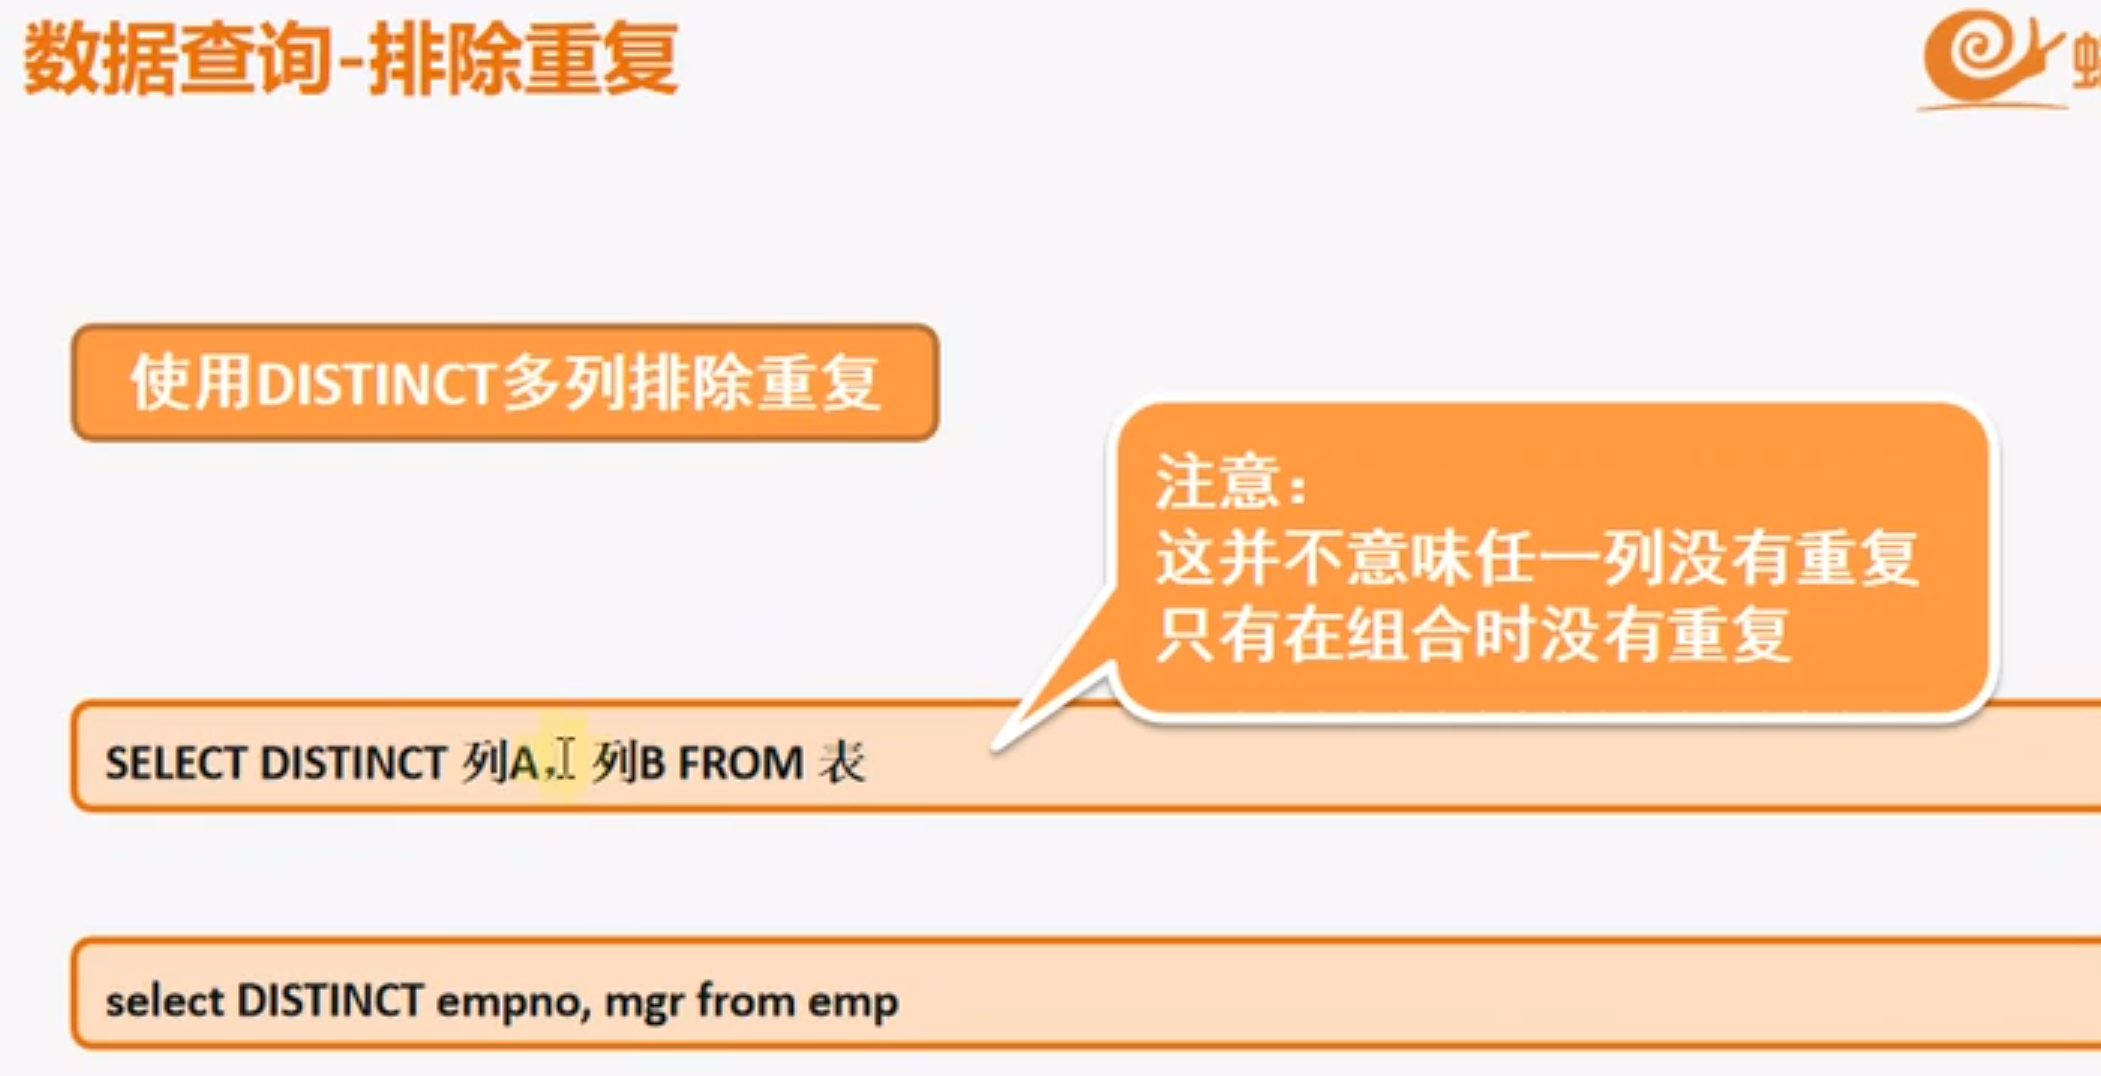 数据查询-排除重复
使用DISTINCT多列排除重复
注意：
这并不意味任一列没有重复
只有在组合时没有重复
SELECT DISTINCT 列A, 列B FROM 表
select DISTINCT empno, mgr from emp